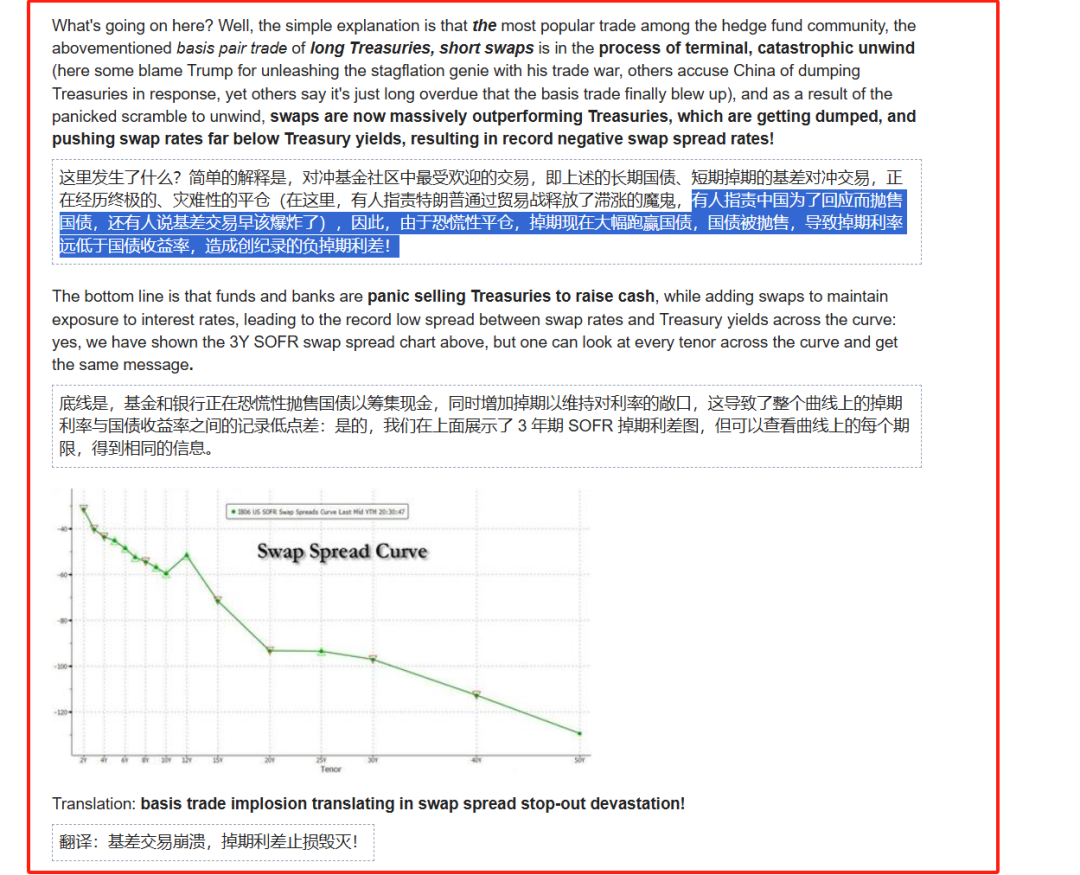 What's going on here? Well, the simple explanation is that the most popular trade among the hedge fund community, the
abovementioned basis pair trade of long Treasuries, short swaps is in the process of terminal, catastrophic unwind
(here some blame Trump for unleashing the stagflation genie with his trade war, others accuse China of dumping
Treasuries in response, yet others say it's just long overdue that the basis trade finally blew up), and as a result of the
panicked scramble to unwind, swaps are now massively outperforming Treasuries, which are getting dumped, and
pushing swap rates far below Treasury yields, resulting in record negative swap spread rates!
这里发生了什么？简单的解释是，对冲基金社区中最受欢迎的交易，即上述的长期国债、短期掉期的基差对冲交易，正
在经历终极的、灾难性的平仓（在这里，有人指责特朗普通过贸易战释放了滞涨的魔鬼，有人指责中国为了回应而抛售
国债，还有人说基差交易早该爆炸了），因此，由于恐慌性平仓，掉期现在大幅跑赢国债，国债被抛售，导致掉期利率
远低于国债收益率，造成创纪录的负掉期利差！
The bottom line is that funds and banks are panic selling Treasuries to raise cash, while adding swaps to maintain
exposure to interest rates, leading to the record low spread between swap rates and Treasury yields across the curve:
yes, we have shown the 3Y SOFR swap spread chart above, but one can look at every tenor across the curve and get
the same message.
底线是，基金和银行正在恐慌性抛售国债以筹集现金，同时增加掉期以维持对利率的敞口，这导致了整个曲线上的掉期
利率与国债收益率之间的记录低点差：是的，我们在上面展示了 3 年期 SOFR 掉期利差图，但可以查看曲线上的每个期
限，得到相同的信息。
US SOFR Swap Spreads Curve Last Mid YTM 20:30:47
Swap Spread Curve
-40
-60
-80
-100
-120
2Y 4Y 6Y 8Y 10Y 12Y 15Y 20Y 25Y 30Y 40Y 50Y
Tenor
Translation: basis trade implosion translating in swap spread stop-out devastation!
翻译：基差交易崩溃，掉期利差止损毁灭！